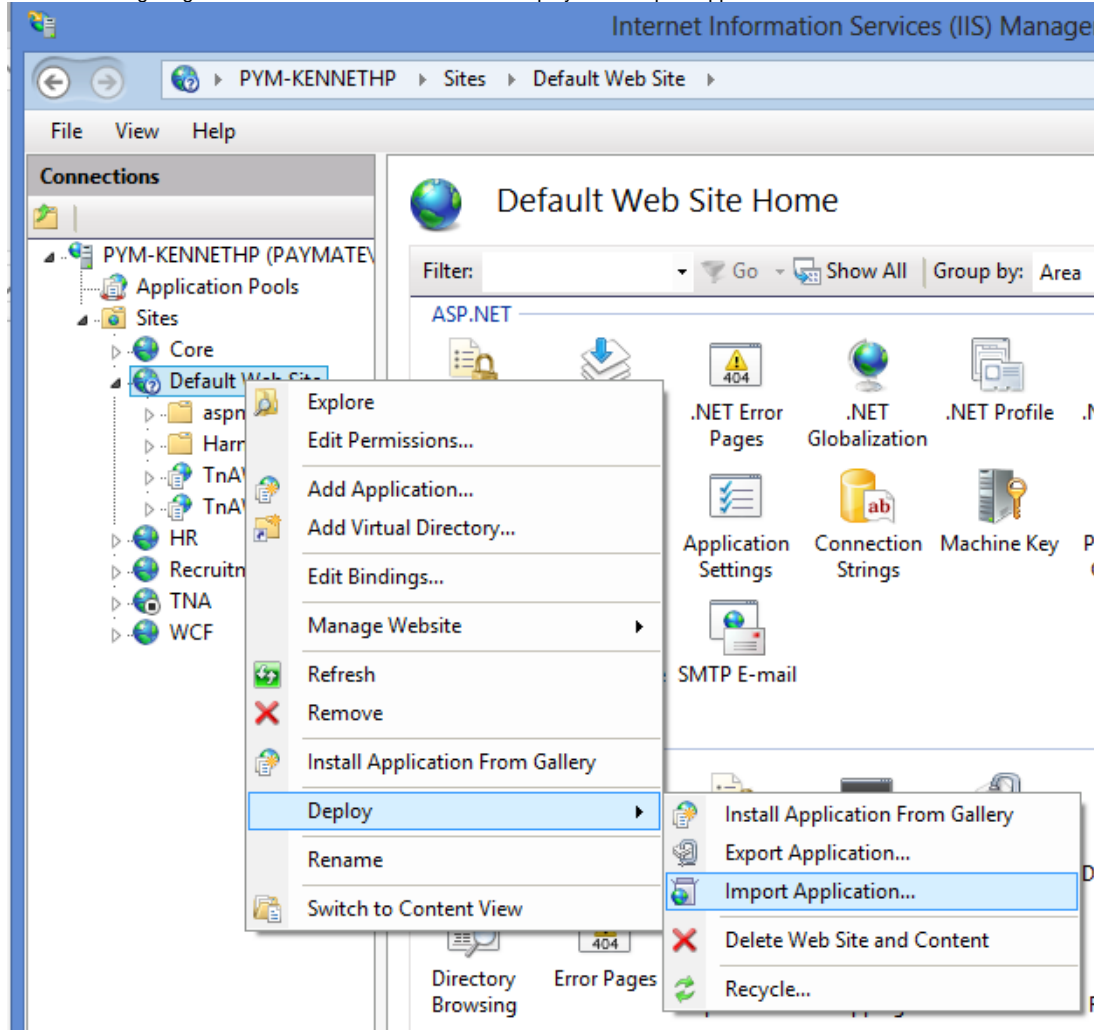 Internet Information Services (IIS) Manage
PYM-KENNETHP Sites Default Web Site
File View Help
Connections
Default Web Site Home
PYM-KENNETHP (PAYMATE\
Filter: Go Show All Group by: Area
Application Pools
Sites
ASP.NET
Core
Default Web Site
Explore
Edit Permissions...
.NET Error Pages
.NET Globalization
.NET Profile
Add Application...
Add Virtual Directory...
HR
Application Settings
Connection Strings
Machine Key
Edit Bindings...
TNA
Manage Website
WCF
Refresh
SMTP E-mail
Remove
Install Application From Gallery
Deploy
Install Application From Gallery
Rename
Export Application...
Import Application...
Switch to Content View
Delete Web Site and Content
Directory Browsing
Error Pages
Recycle...
404
404
ab